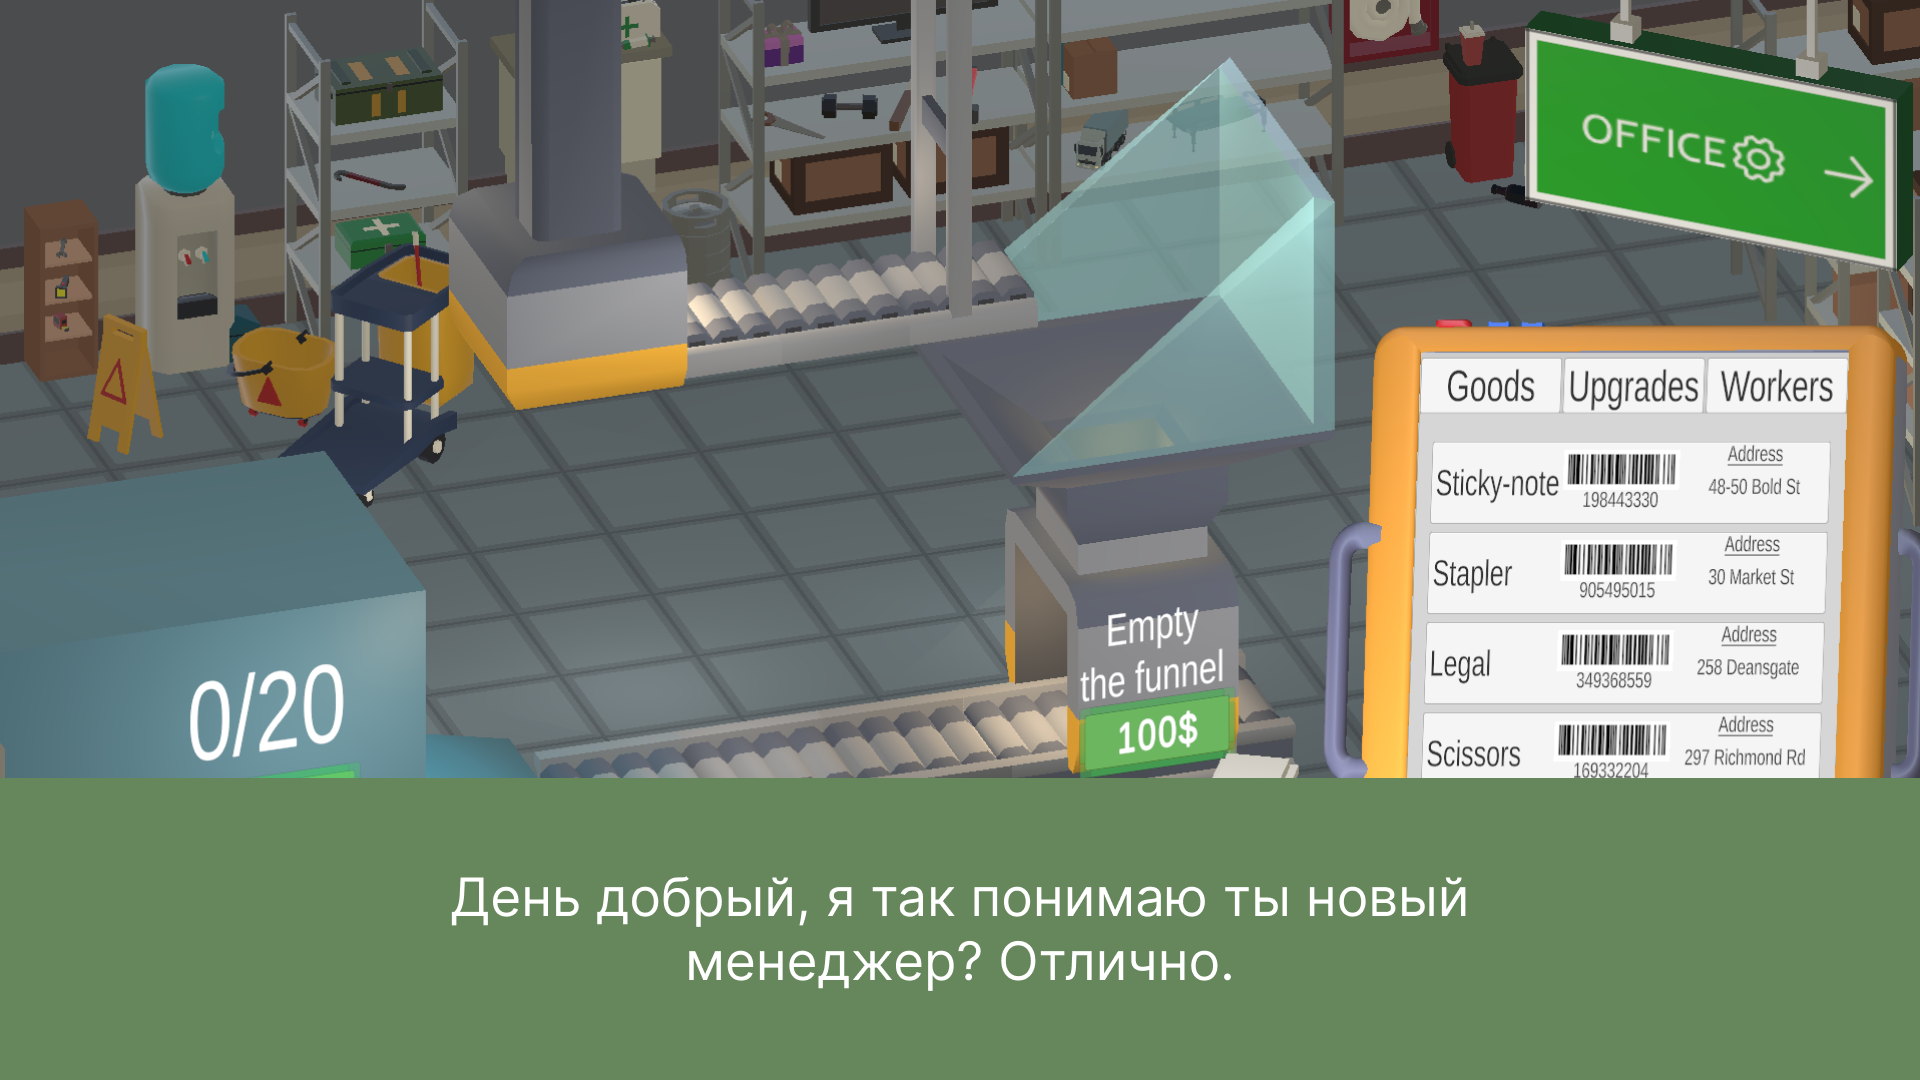 OFFICE
Goods Upgrades Workers
Sticky-note 198443330 Address 48-50 Bold St
Stapler 905495015 Address 30 Market St
Legal 349368559 Address 258 Deansgate
Scissors 169332204 Address 297 Richmond Rd
Empty
the funnel
100$
0/20
День добрый, я так понимаю ты новый
менеджер? Отлично.